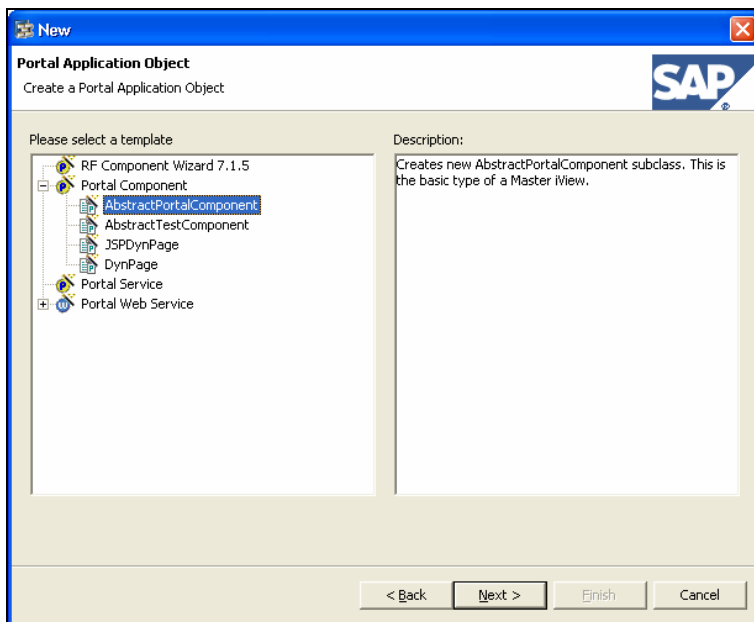 New
Portal Application Object
Create a Portal Application Object
SAP
®
Please select a template
RF Component Wizard 7.1.5
Portal Component
AbstractPortalComponent
AbstractTestComponent
JSPDynPage
DynPage
Portal Service
Portal Web Service
Description:
Creates new AbstractPortalComponent subclass. This is
the basic type of a Master iView.
< Back
Next >
Finish
Cancel